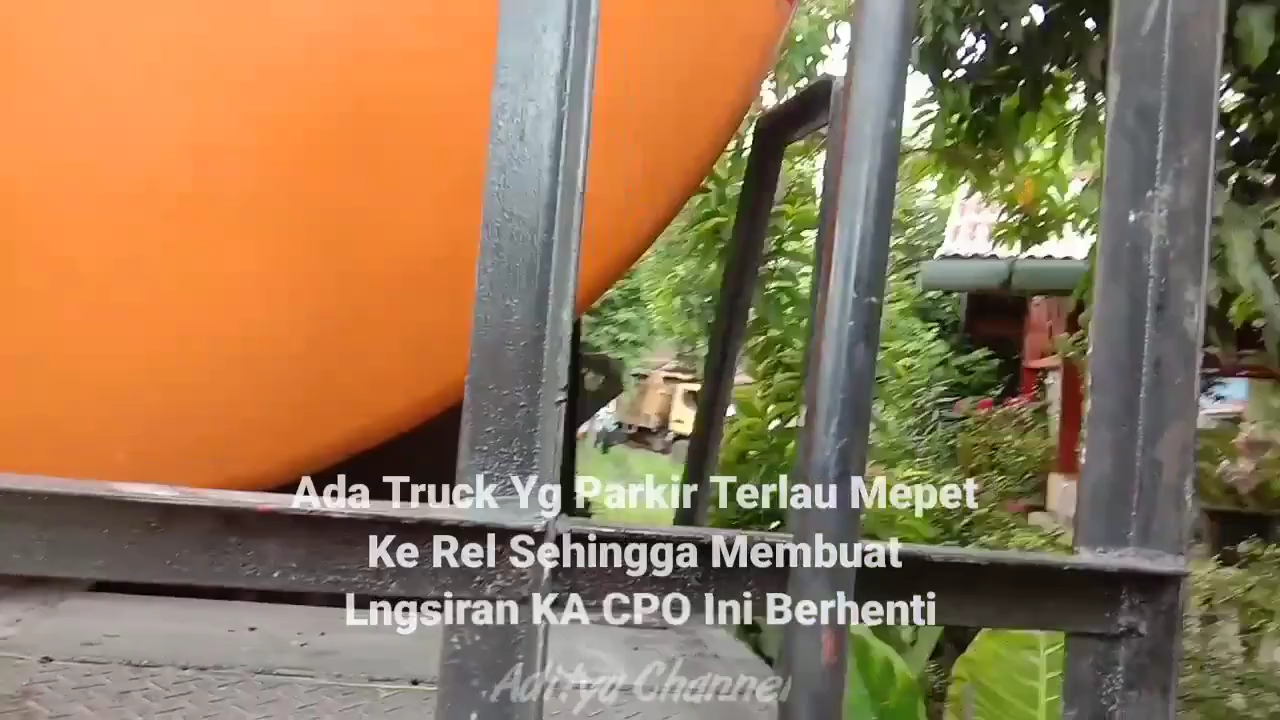 Ada Truck Yg Parkir Terlau Mepet
Ke Rel Sehingga Membuat
Lngsiran KA CPO Ini Berhenti
Aditya Channel